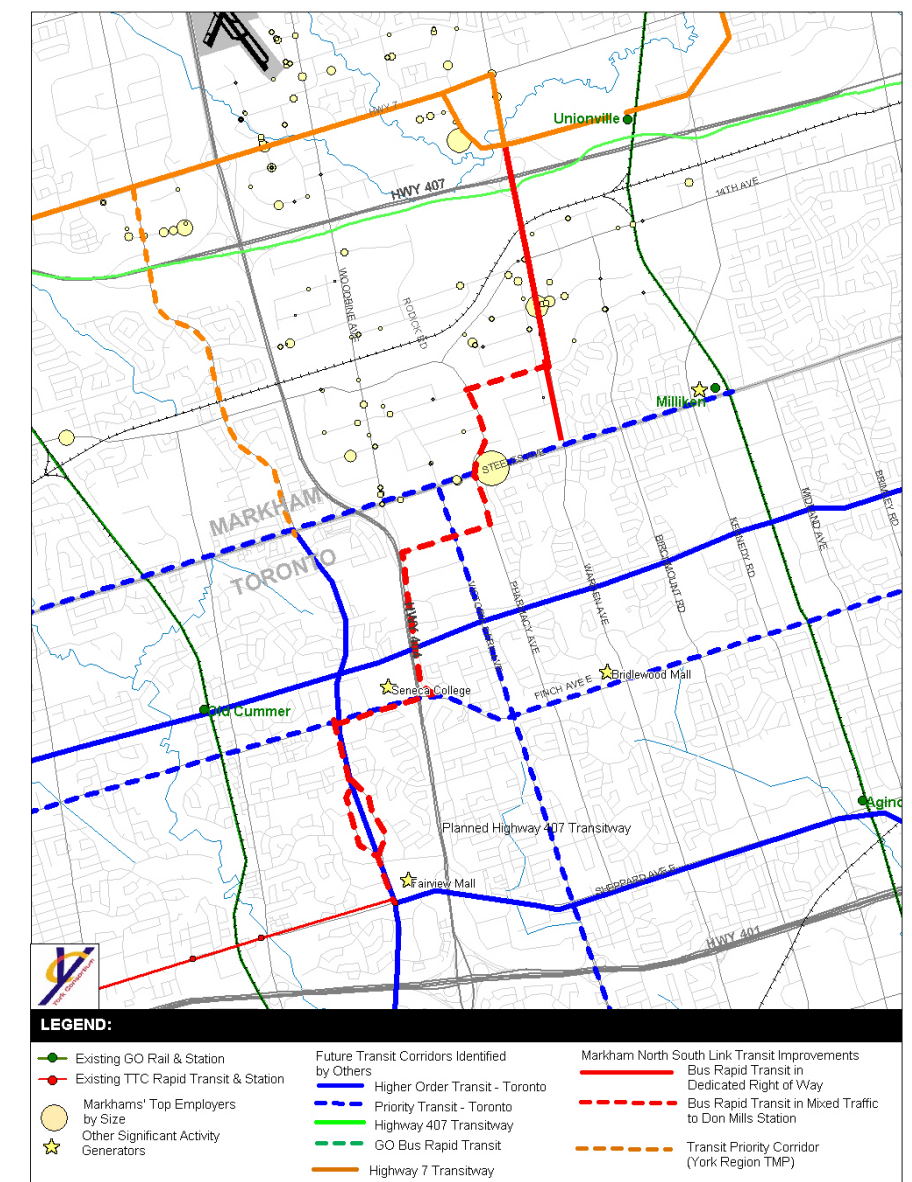 HWY 7
Unionville
HWY 407
14TH AVE
WOODBINE AVE
RODICK RD
Milliken
STEELES AVE
MARKHAM
TORONTO
BRIMLEY RD
MIDLAND AVE
KENNEDY RD
BIRCHMOUNT RD
WARDEN AVE
PHARMACY AVE
Seneca College
Bridlewood Mall
FINCH AVE E
Old Cummer
Planned Highway 407 Transitway
Fairview Mall
SHEPPARD AVE E
HWY 401
York Consortium
LEGEND:
Existing GO Rail & Station
Existing TTC Rapid Transit & Station
Markhams' Top Employers
by Size
Other Significant Activity
Generators
Future Transit Corridors Identified
by Others
Higher Order Transit - Toronto
Priority Transit - Toronto
Highway 407 Transitway
GO Bus Rapid Transit
Highway 7 Transitway
Markham North South Link Transit Improvements
Bus Rapid Transit in
Dedicated Right of Way
Bus Rapid Transit in Mixed Traffic
to Don Mills Station
Transit Priority Corridor
(York Region TMP)